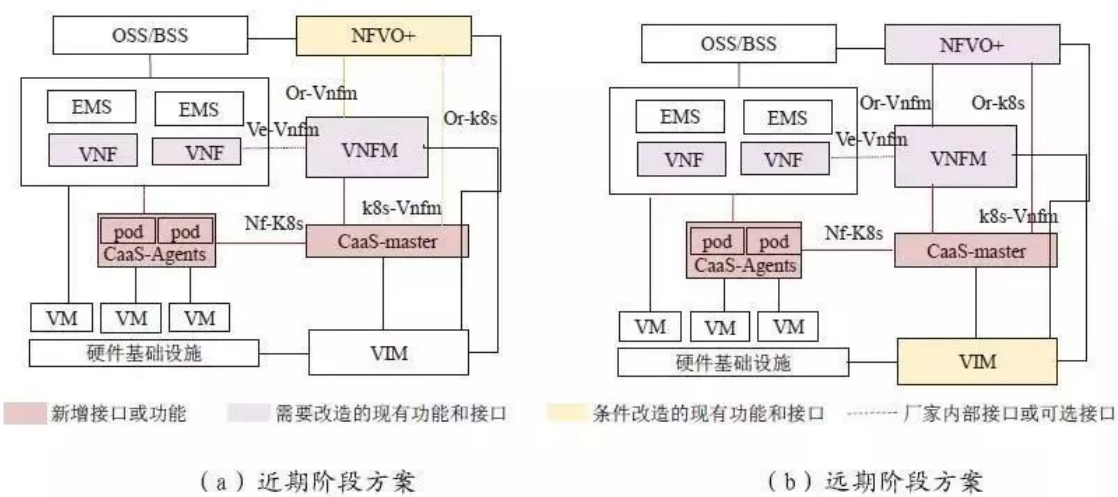 OSS/BSS
NFVO+
EMS
EMS
Or-Vnfm
Or-k8s
Ve-Vnfm
VNF
VNF
VNFM
k8s-Vnfm
Nf-K8s
pod
pod
CaaS-Agents
CaaS-master
VM
VM
VM
硬件基础设施
VIM
OSS/BSS
NFVO+
EMS
EMS
Or-Vnfm
Or-k8s
Ve-Vnfm
VNF
VNF
VNFM
k8s-Vnfm
Nf-K8s
pod
pod
CaaS-Agents
CaaS-master
VM
VM
VM
硬件基础设施
VIM
新增接口或功能
需要改造的现有功能和接口
条件改造的现有功能和接口
厂家内部接口或可选接口
（a）近期阶段方案
（b）远期阶段方案